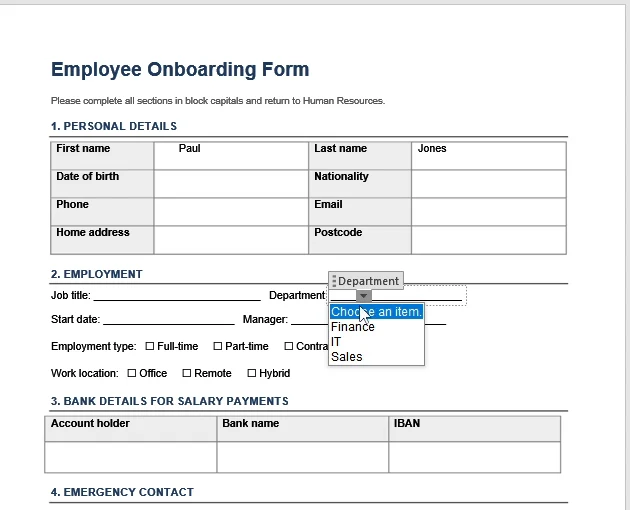 Employee Onboarding Form
Please complete all sections in block capitals and return to Human Resources.
1. PERSONAL DETAILS
First name Paul Last name Jones
Date of birth Nationality
Phone Email
Home address Postcode
2. EMPLOYMENT
Department
Job title: Department:
Choose an item.
Start date: Manager:
Finance
IT
Employment type: ☐ Full-time ☐ Part-time ☐ Contra
Sales
Work location: ☐ Office ☐ Remote ☐ Hybrid
3. BANK DETAILS FOR SALARY PAYMENTS
Account holder Bank name IBAN
4. EMERGENCY CONTACT